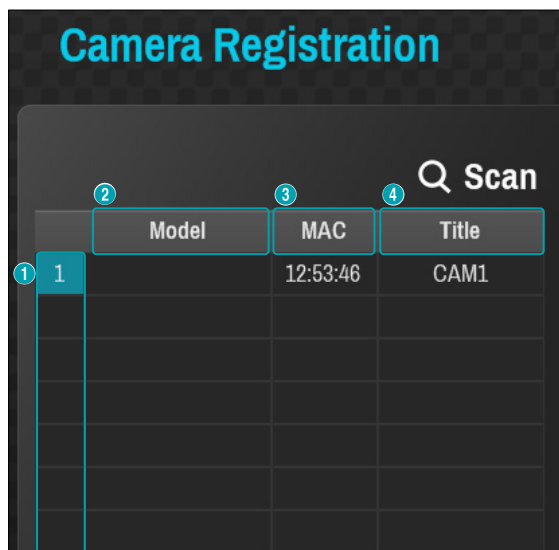 Camera Registration
Scan
2 3 4
Model MAC Title
1 1 12:53:46 CAM1